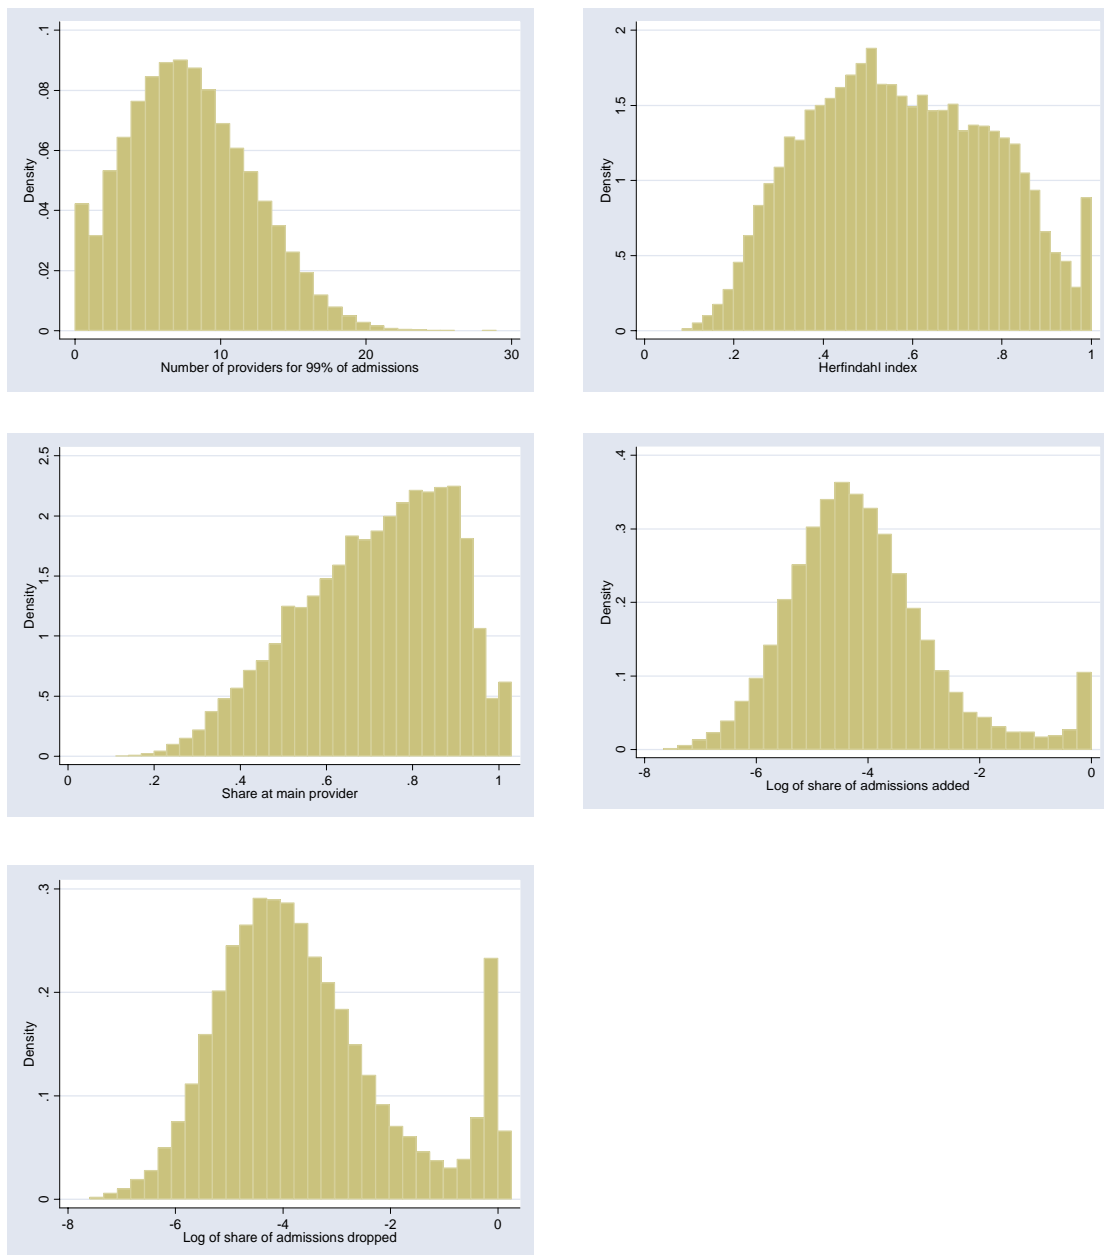 .1
.08
.06
.04
.02
0
Density
0 10 20 30
Number of providers for 99% of admissions
2
1.5
1
.5
0
Density
0 .2 .4 .6 .8 1
Herfindahl index
2.5
2
1.5
1
.5
0
Density
0 .2 .4 .6 .8 1
Share at main provider
.4
.3
.2
.1
0
Density
-8 -6 -4 -2 0
Log of share of admissions added
.3
.2
.1
0
Density
-8 -6 -4 -2 0
Log of share of admissions dropped